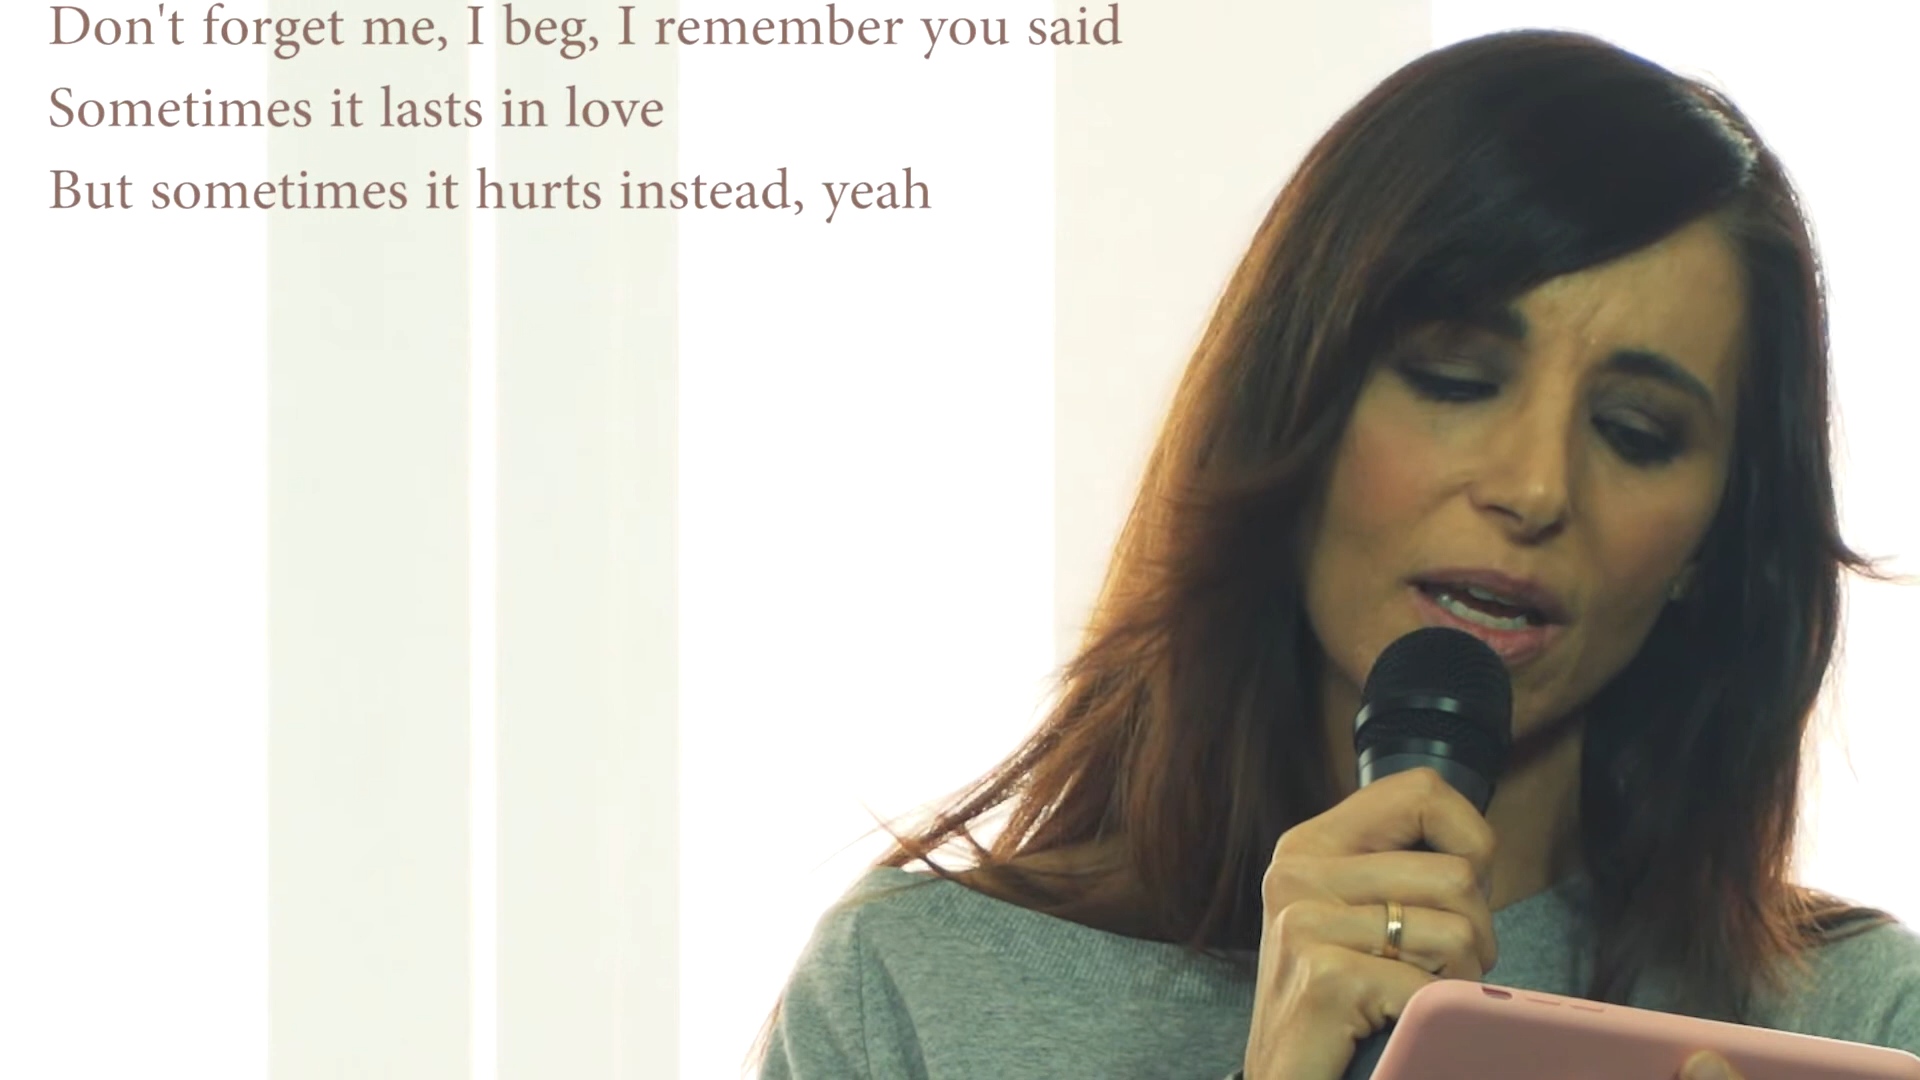 Don't forget me, I beg, I remember you said
Sometimes it lasts in love
But sometimes it hurts instead, yeah